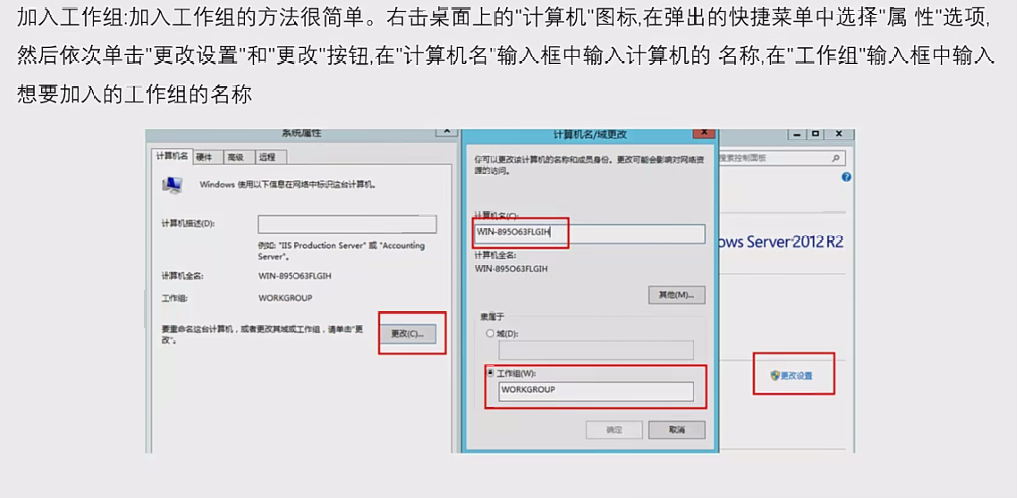 加入工作组:加入工作组的方法很简单。右击桌面上的"计算机"图标,在弹出的快捷菜单中选择"属 性"选项,
然后依次单击"更改设置"和"更改"按钮,在"计算机名"输入框中输入计算机的 名称,在"工作组"输入框中输入
想要加入的工作组的名称
系统属性
计算机名 硬件 高级 远程
Windows 使用以下信息在网络中标识这台计算机。
计算机描述(D):
例如: "IIS Production Server" 或 "Accounting
Server"。
计算机全名: WIN-895O63FLGIH
工作组: WORKGROUP
要重命名这台计算机，或者更改其域或工作组，请单击"更
改"。
更改(C)...
计算机名/域更改
你可以更改该计算机的名称和成员身份。更改可能会影响对网络资
源的访问。
计算机名(C):
WIN-895O63FLGIH
计算机全名:
WIN-895O63FLGIH
其他(M)...
隶属于
域(D):
工作组(W):
WORKGROUP
确定 取消
搜索控制面板
ows Server 2012 R2
更改设置